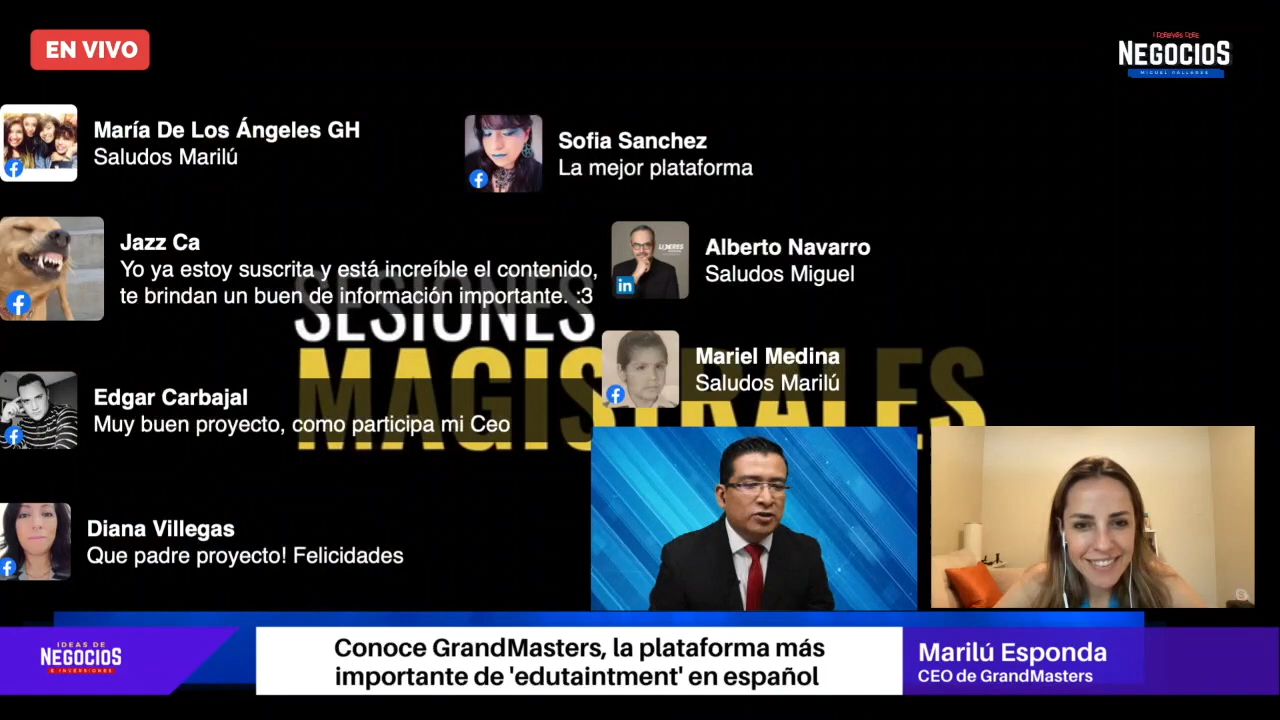 EN VIVO
NEGOCIOS
María De Los Ángeles GH
Saludos Marilú
Sofia Sanchez
La mejor plataforma
Jazz Ca
Yo ya estoy suscrita y está increíble el contenido,
te brindan un buen de información importante. :3
Alberto Navarro
Saludos Miguel
SESIONES
MAGISTRALES
Mariel Medina
Saludos Marilú
Edgar Carbajal
Muy buen proyecto, como participa mi Ceo
Diana Villegas
Que padre proyecto! Felicidades
IDEAS DE
NEGOCIOS
E INVERSIONES
Conoce GrandMasters, la plataforma más
importante de 'edutaintment' en español
Marilú Esponda
CEO de GrandMasters